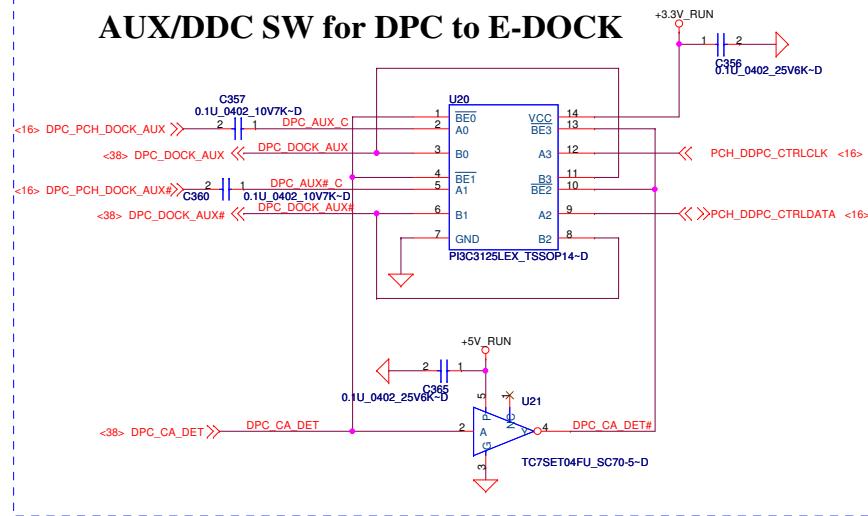 AUX/DDC SW for DPC to E-DOCK
+3.3V_RUN
1 2
C356
0.1U_0402_25V6K~D
C357
0.1U_0402_10V7K~D
U20
<16> DPC_PCH_DOCK_AUX 2 1 DPC_AUX_C
<38> DPC_DOCK_AUX DPC_DOCK_AUX
<16> DPC_PCH_DOCK_AUX# 2 1 DPC_AUX#_C
C360 0.1U_0402_10V7K~D
<38> DPC_DOCK_AUX# DPC_DOCK_AUX#
1 BE0 VCC 14
2 A0 BE3 13
3 B0 A3 12
4 BE1 B3 11
5 A1 BE2 10
6 B1 A2 9
7 GND B2 8
PCH_DDPC_CTRLCLK <16>
PCH_DDPC_CTRLDATA <16>
PI3C3125LEX_TSSOP14~D
+5V_RUN
2 1
C365
0.1U_0402_25V6K~D
U21
5 P 1 NC
<38> DPC_CA_DET DPC_CA_DET 2 A Y 4 DPC_CA_DET#
G
3
TC7SET04FU_SC70-5~D